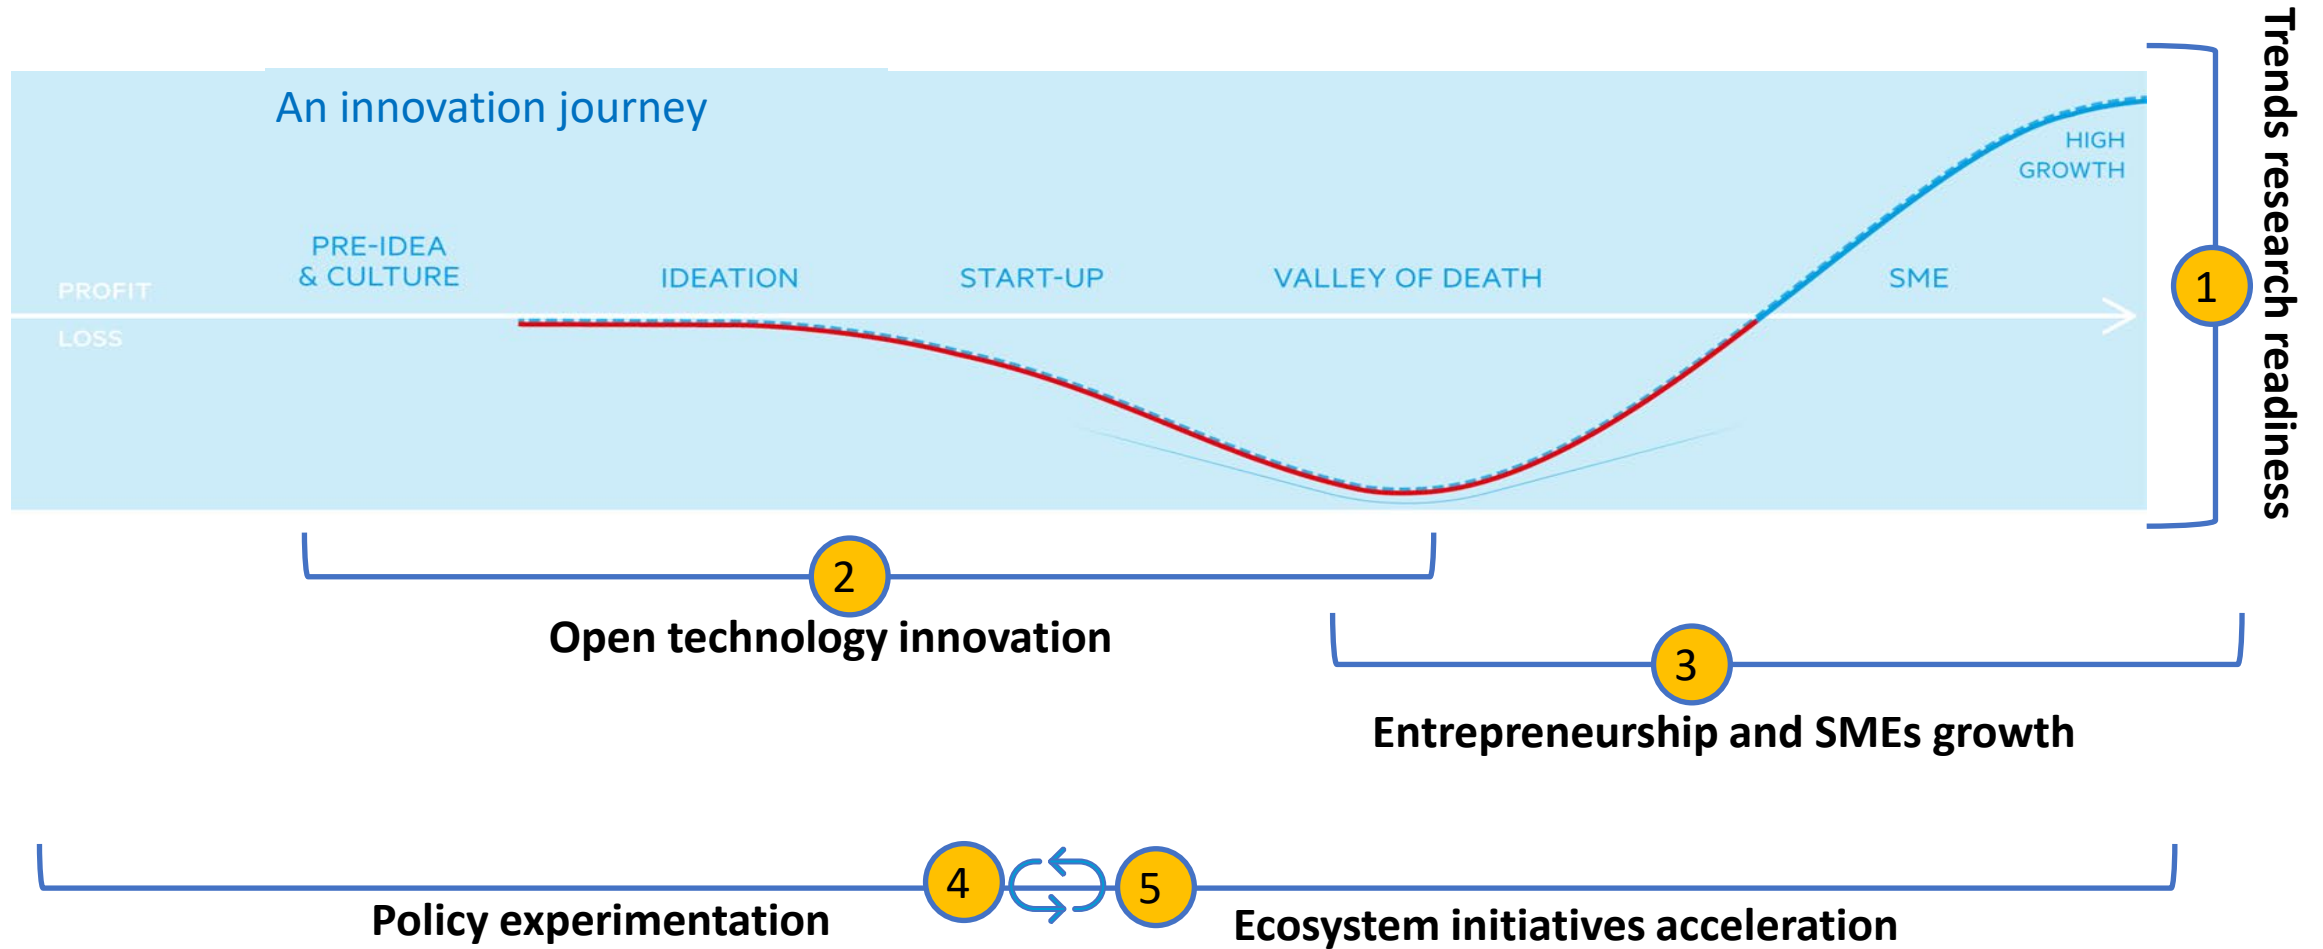 An innovation journey
HIGH
GROWTH
PRE-IDEA
& CULTURE
IDEATION
START-UP
VALLEY OF DEATH
SME
PROFIT
LOSS
1
Trends research readiness
2
Open technology innovation
3
Entrepreneurship and SMEs growth
4
5
Policy experimentation
Ecosystem initiatives acceleration